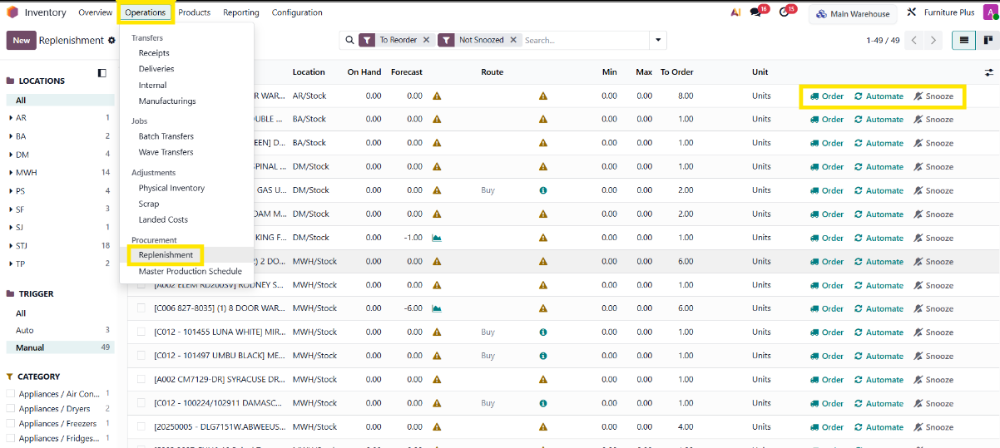 Inventory Overview Operations Products Reporting Configuration 16 15 Main Warehouse Furniture Plus A
New Replenishment To Reorder Not Snoozed Search... 1-49 / 49
Transfers
Receipts
Deliveries
Internal
Manufacturings
Jobs
Batch Transfers
Wave Transfers
Adjustments
Physical Inventory
Scrap
Landed Costs
Procurement
Replenishment
Master Production Schedule
LOCATIONS
All
AR 1
BA 2
DM 4
MWH 14
PS 4
SF 3
SJ 1
STJ 18
TP 2
TRIGGER
All
Auto 3
Manual 49
CATEGORY
Appliances / Air Con... 1
Appliances / Dryers 2
Appliances / Freezers 1
Appliances / Fridges... 1
Location On Hand Forecast Route Min Max To Order Unit
R WAR... AR/Stock 0.00 0.00 0.00 0.00 8.00 Units Order Automate Snooze
OUBLE ... BA/Stock 0.00 0.00 0.00 0.00 1.00 Units Order Automate Snooze
EEN] D... BA/Stock 0.00 0.00 0.00 0.00 1.00 Units Order Automate Snooze
SPINAL ... DM/Stock 0.00 0.00 0.00 0.00 1.00 Units Order Automate Snooze
GAS U... DM/Stock 0.00 0.00 Buy 0.00 0.00 2.00 Units Order Automate Snooze
DAM M... DM/Stock 0.00 0.00 0.00 0.00 2.00 Units Order Automate Snooze
KING F... DM/Stock 0.00 -1.00 0.00 0.00 1.00 Units Order Automate Snooze
2) 2 DO... MWH/Stock 0.00 0.00 0.00 0.00 6.00 Units Order Automate Snooze
[A002 ELEM RD200SV] RODNEY S... MWH/Stock 0.00 0.00 0.00 0.00 1.00 Units Order Automate Snooze
[C006 827-8035] (1) 8 DOOR WAR... MWH/Stock 0.00 -6.00 0.00 0.00 6.00 Units Order Automate Snooze
[C012 - 101455 LUNA WHITE] MIR... MWH/Stock 0.00 0.00 Buy 0.00 0.00 1.00 Units Order Automate Snooze
[C012 - 101497 UMBU BLACK] ME... MWH/Stock 0.00 0.00 Buy 0.00 0.00 1.00 Units Order Automate Snooze
[A002 CM7129-DR] SYRACUSE DR... MWH/Stock 0.00 0.00 0.00 0.00 1.00 Units Order Automate Snooze
[C012 - 100224/102911 DAMASC... MWH/Stock 0.00 0.00 Buy 0.00 0.00 1.00 Units Order Automate Snooze
[20250005 - DLG7151W.ABWEEUS... MWH/Stock 0.00 0.00 0.00 0.00 4.00 Units Order Automate Snooze